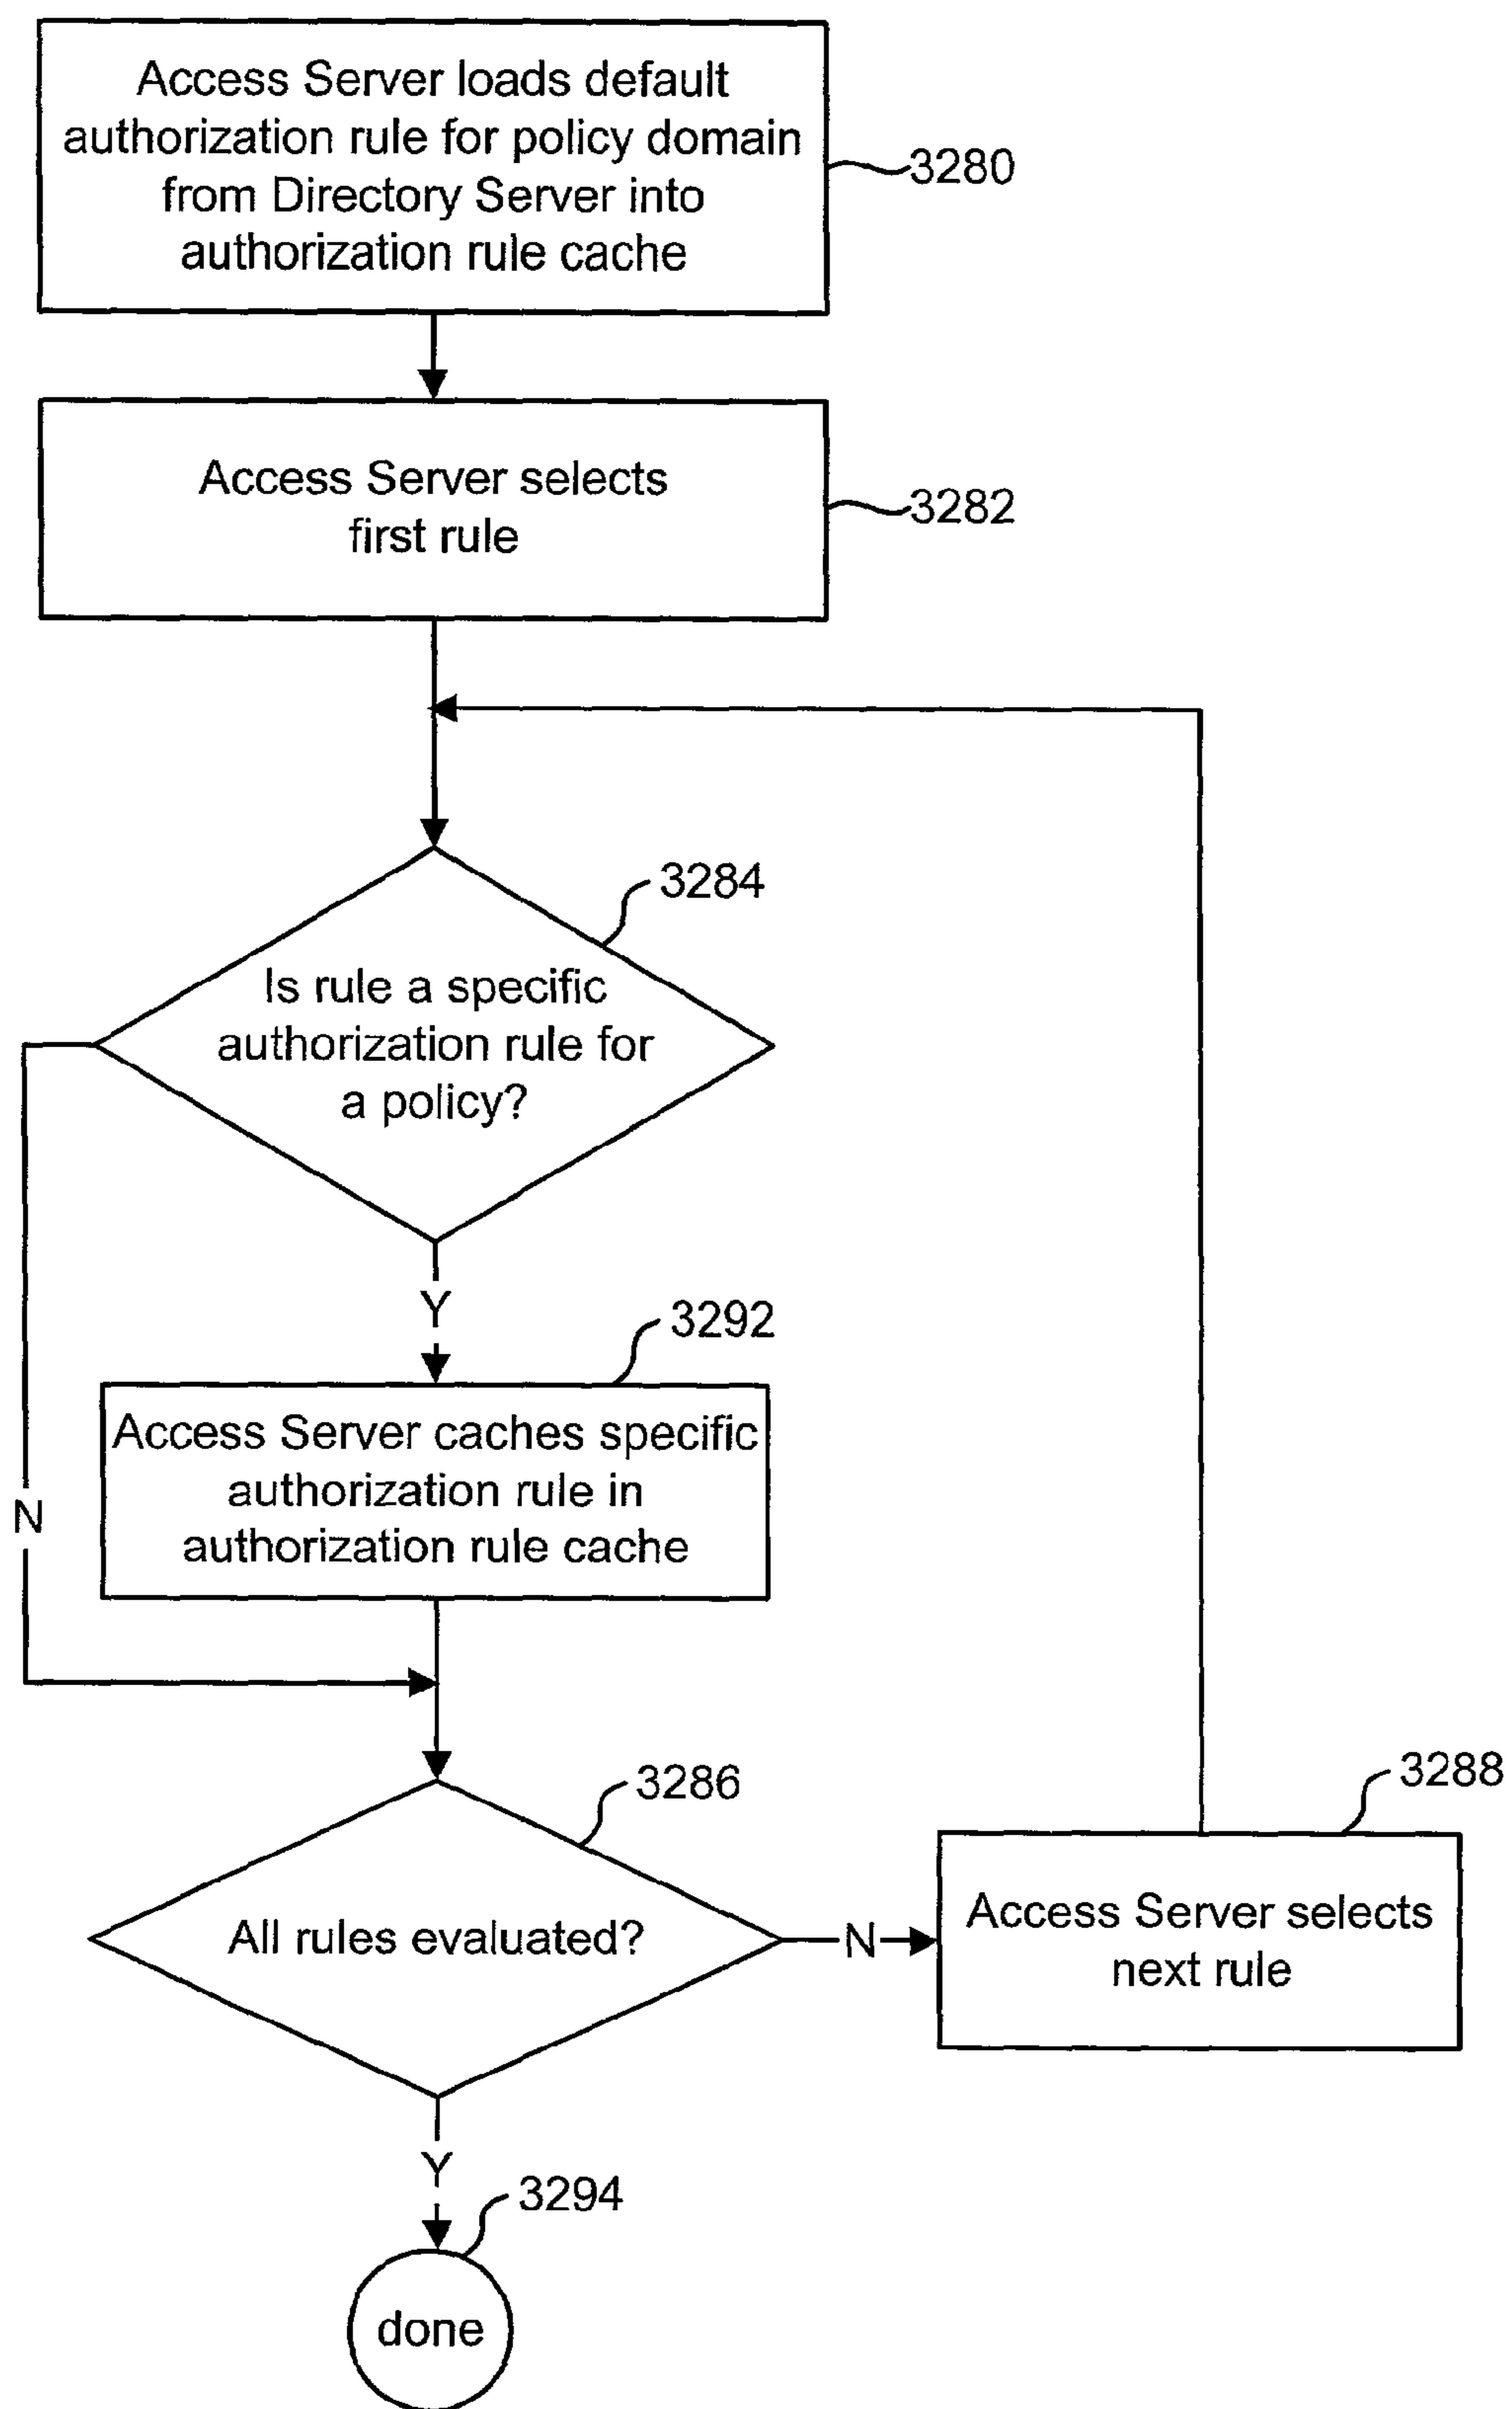 Access Server loads default
authorization rule for policy domain
from Directory Server into
authorization rule cache
3280
Access Server selects
first rule
3282
3284
Is rule a specific
authorization rule for
a policy?
Y
3292
Access Server caches specific
authorization rule in
authorization rule cache
N
3286
All rules evaluated?
N
3288
Access Server selects
next rule
Y
3294
done